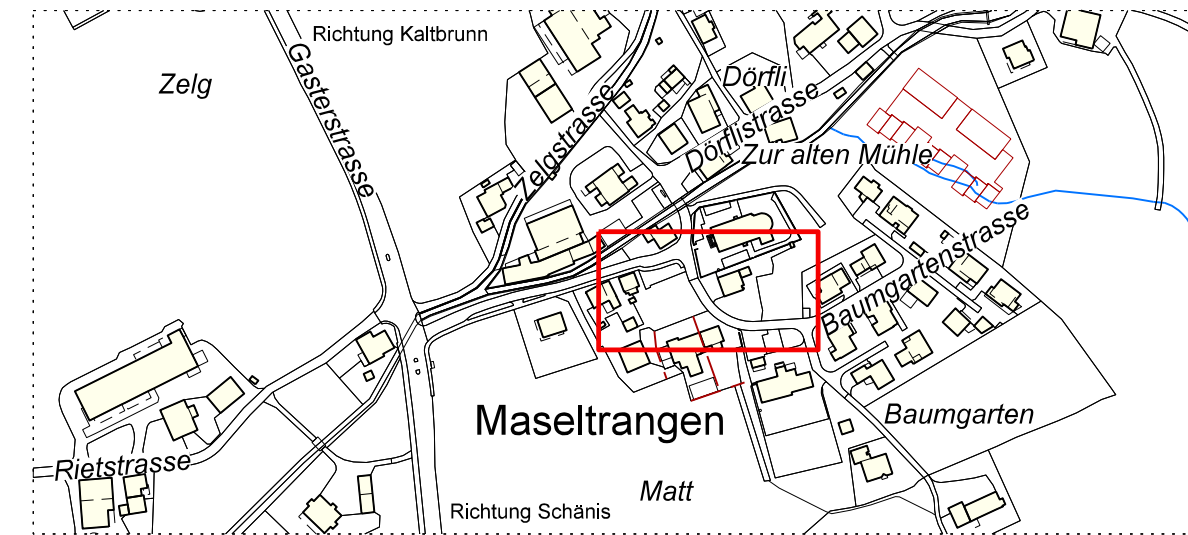 Richtung Kaltbrunn
Zelg
Gasterstrasse
Dörfli
Zelgstrasse
Dörflistrasse
Zur alten Mühle
Baumgartenstrasse
Maseltrangen
Baumgarten
Rietstrasse
Matt
Richtung Schänis